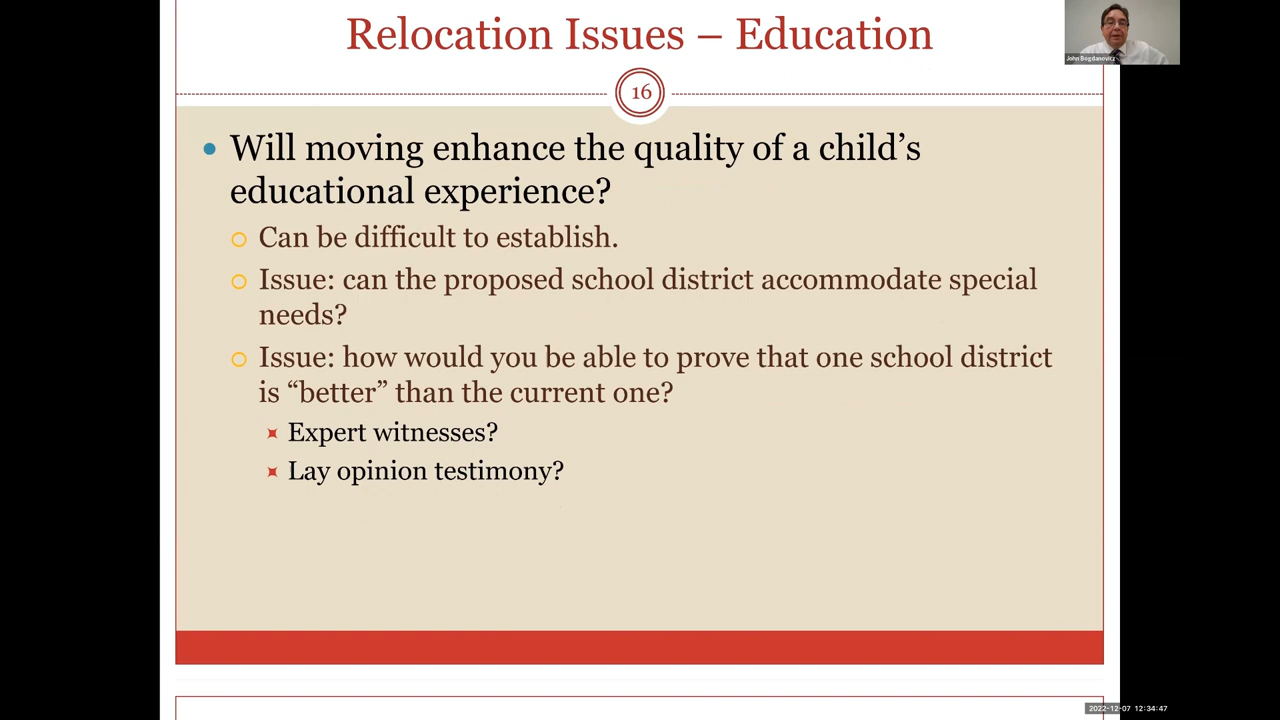 Relocation Issues – Education
John Bogdanovic
16
Will moving enhance the quality of a child’s
educational experience?
Can be difficult to establish.
Issue: can the proposed school district accommodate special
needs?
Issue: how would you be able to prove that one school district
is “better” than the current one?
Expert witnesses?
Lay opinion testimony?
2022-12-07 12:34:47